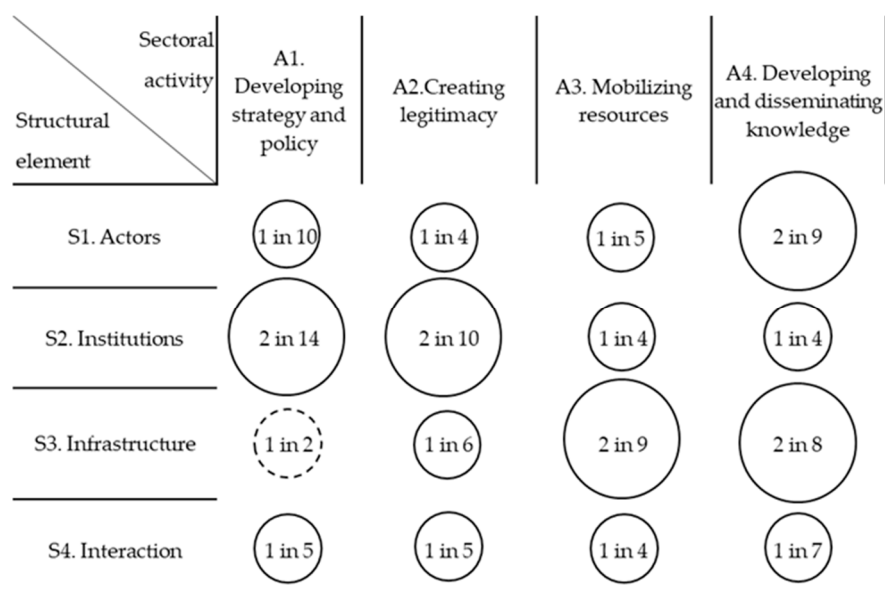 Sectoral
activity
Structural
element
A1.
Developing
strategy and
policy
A2.Creating
legitimacy
A3. Mobilizing
resources
A4. Developing
and disseminating
knowledge
S1. Actors
1 in 10
1 in 4
1 in 5
2 in 9
S2. Institutions
2 in 14
2 in 10
1 in 4
1 in 4
S3. Infrastructure
1 in 2
1 in 6
2 in 9
2 in 8
S4. Interaction
1 in 5
1 in 5
1 in 4
1 in 7